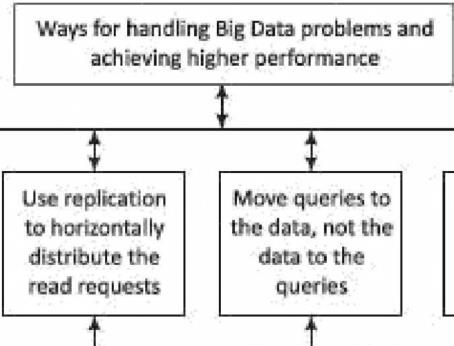 Ways for handling Big Data problems and
achieving higher performance
Use replication
to horizontally
distribute the
read requests
Move queries to
the data, not the
data to the
queries